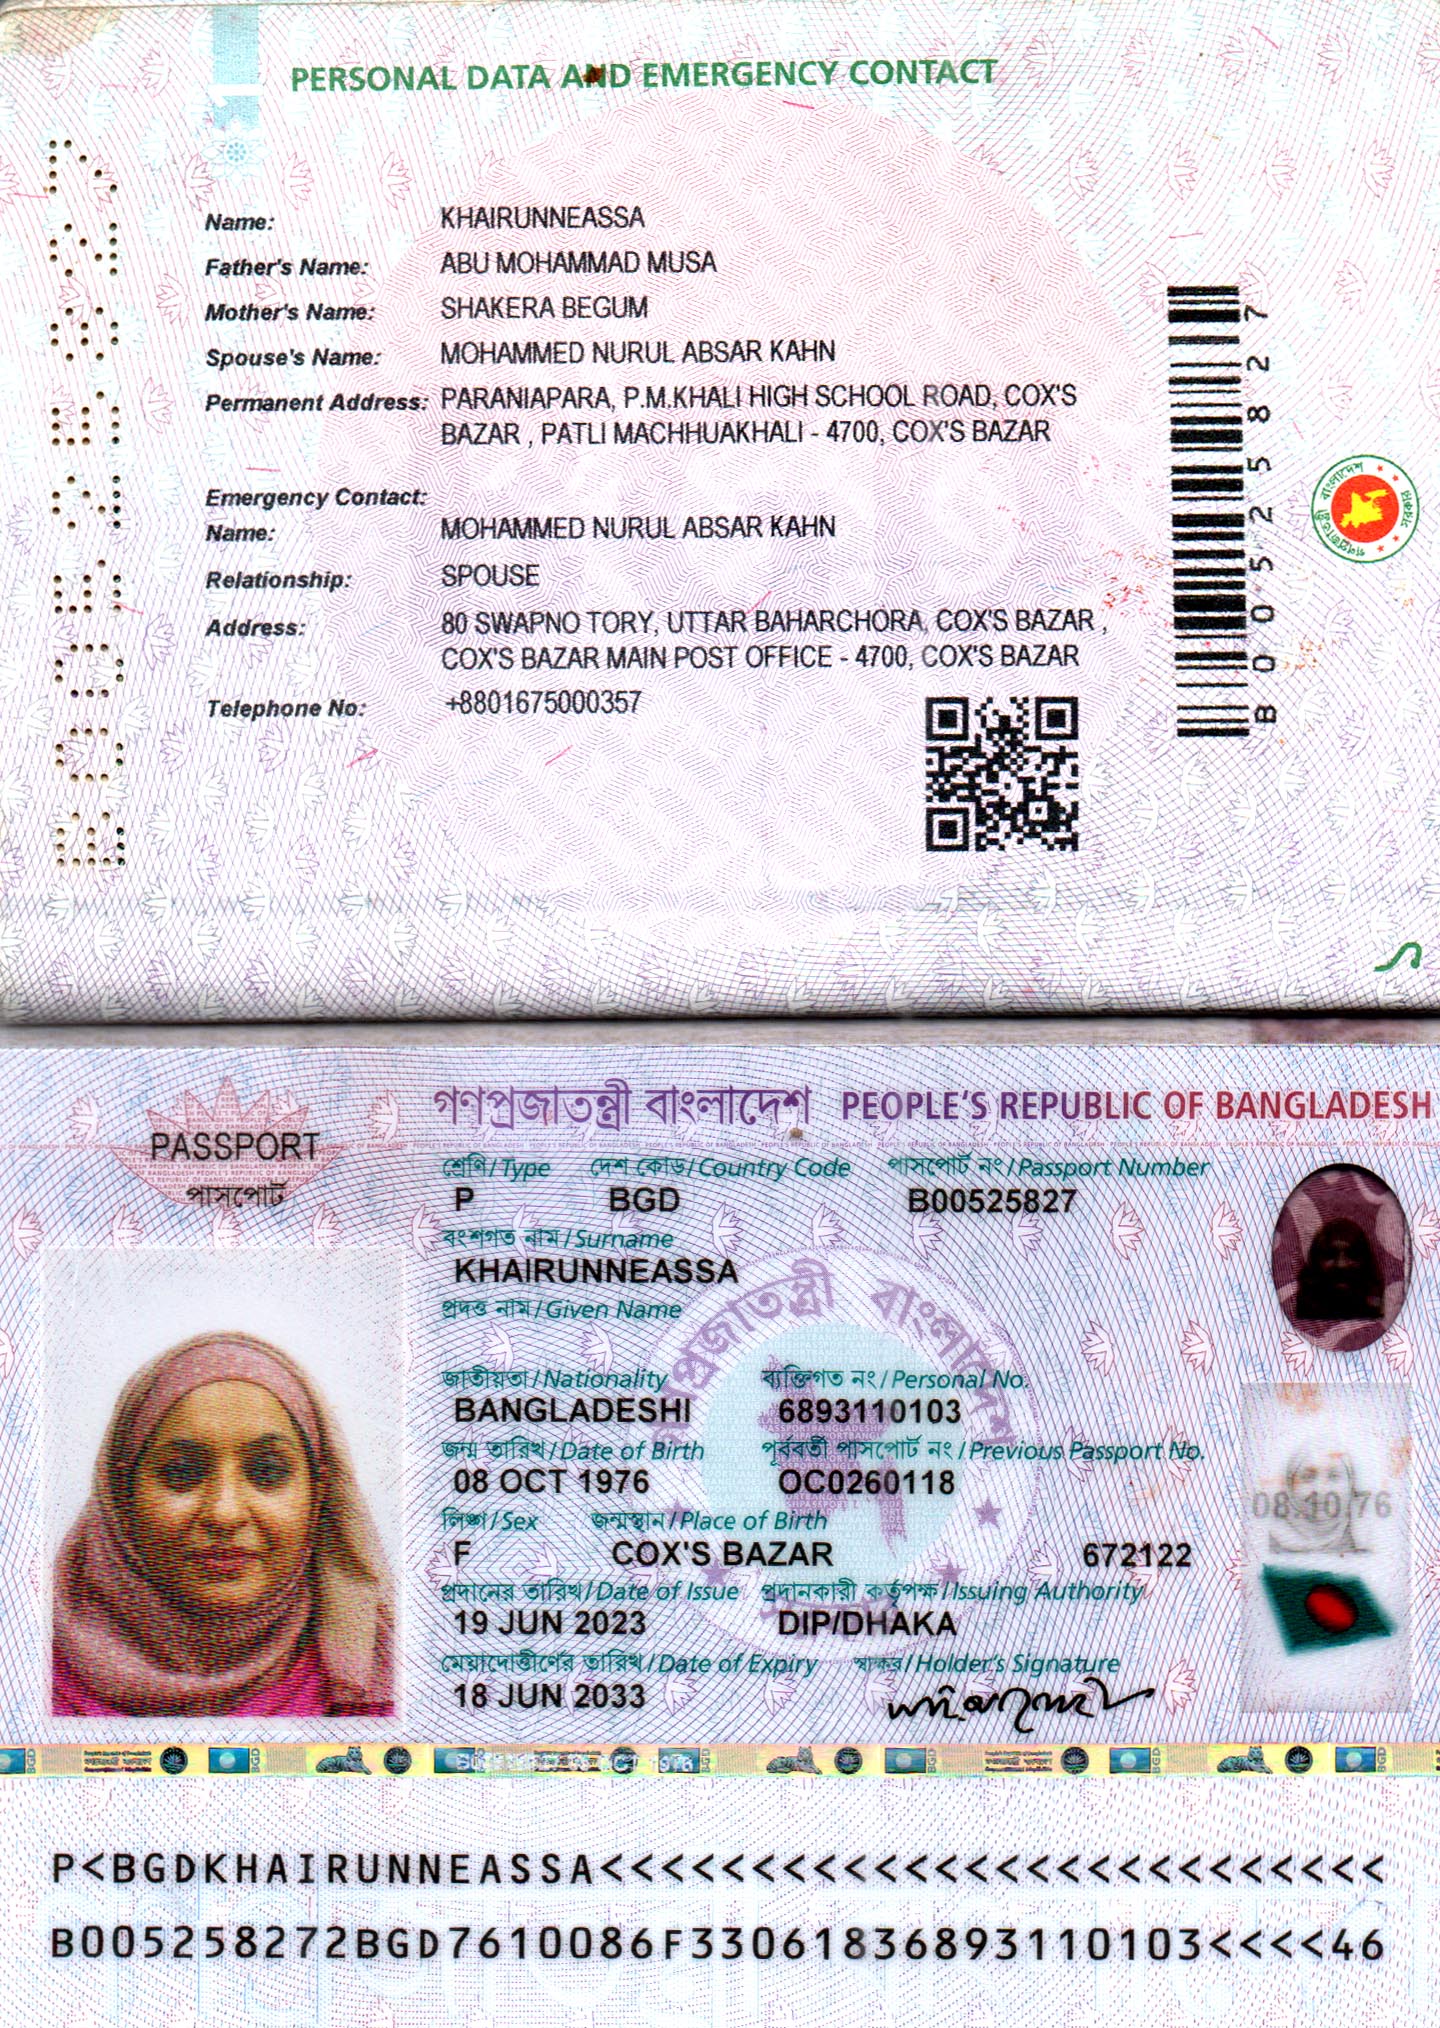 PERSONAL DATA AND EMERGENCY CONTACT
Name: KHAIRUNNEASSA
Father's Name: ABU MOHAMMAD MUSA
Mother's Name: SHAKERA BEGUM
Spouse's Name: MOHAMMED NURUL ABSAR KAHN
Permanent Address: PARANIAPARA, P.M.KHALI HIGH SCHOOL ROAD, COX'S
BAZAR , PATLI MACHHUAKHALI - 4700, COX'S BAZAR
Emergency Contact:
Name: MOHAMMED NURUL ABSAR KAHN
Relationship: SPOUSE
Address: 80 SWAPNO TORY, UTTAR BAHARCHORA, COX'S BAZAR ,
COX'S BAZAR MAIN POST OFFICE - 4700, COX'S BAZAR
Telephone No: +8801675000357
B00525827
B00525827
গণপ্রজাতন্ত্রী বাংলাদেশ PEOPLE'S REPUBLIC OF BANGLADESH
PASSPORT
পাসপোর্ট
শ্রেণি/Type দেশ কোড/Country Code পাসপোর্ট নং/Passport Number
P BGD B00525827
বংশগত নাম/Surname
KHAIRUNNEASSA
প্রদত্ত নাম/Given Name
জাতীয়তা/Nationality ব্যক্তিগত নং/Personal No.
BANGLADESHI 6893110103
জন্ম তারিখ/Date of Birth পূর্ববর্তী পাসপোর্ট নং/Previous Passport No.
08 OCT 1976 OC0260118
লিঙ্গ/Sex জন্মস্থান/Place of Birth
F COX'S BAZAR 672122
প্রদানের তারিখ/Date of Issue প্রদানকারী কর্তৃপক্ষ/Issuing Authority
19 JUN 2023 DIP/DHAKA
মেয়াদোত্তীর্ণের তারিখ/Date of Expiry স্বাক্ষর/Holder's Signature
18 JUN 2033
08.10.76
P<BGDKHAIRUNNEASSA<<<<<<<<<<<<<<<<<<<<<<<<<<
B005258272BGD7610086F33061836893110103<<<<46